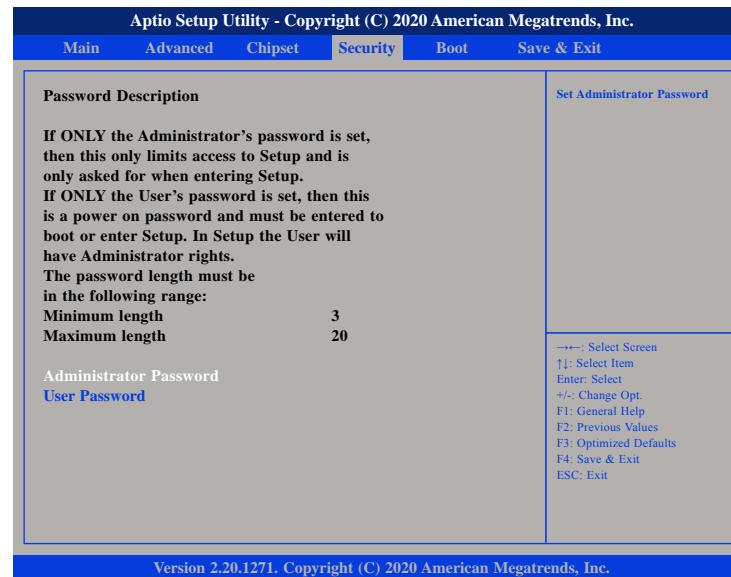 Aptio Setup Utility - Copyright (C) 2020 American Megatrends, Inc.
Main Advanced Chipset Security Boot Save & Exit
Password Description
If ONLY the Administrator's password is set,
then this only limits access to Setup and is
only asked for when entering Setup.
If ONLY the User's password is set, then this
is a power on password and must be entered to
boot or enter Setup. In Setup the User will
have Administrator rights.
The password length must be
in the following range:
Minimum length 3
Maximum length 20
Administrator Password
User Password
Set Administrator Password
→←: Select Screen
↑↓: Select Item
Enter: Select
+/-: Change Opt.
F1: General Help
F2: Previous Values
F3: Optimized Defaults
F4: Save & Exit
ESC: Exit
Version 2.20.1271. Copyright (C) 2020 American Megatrends, Inc.